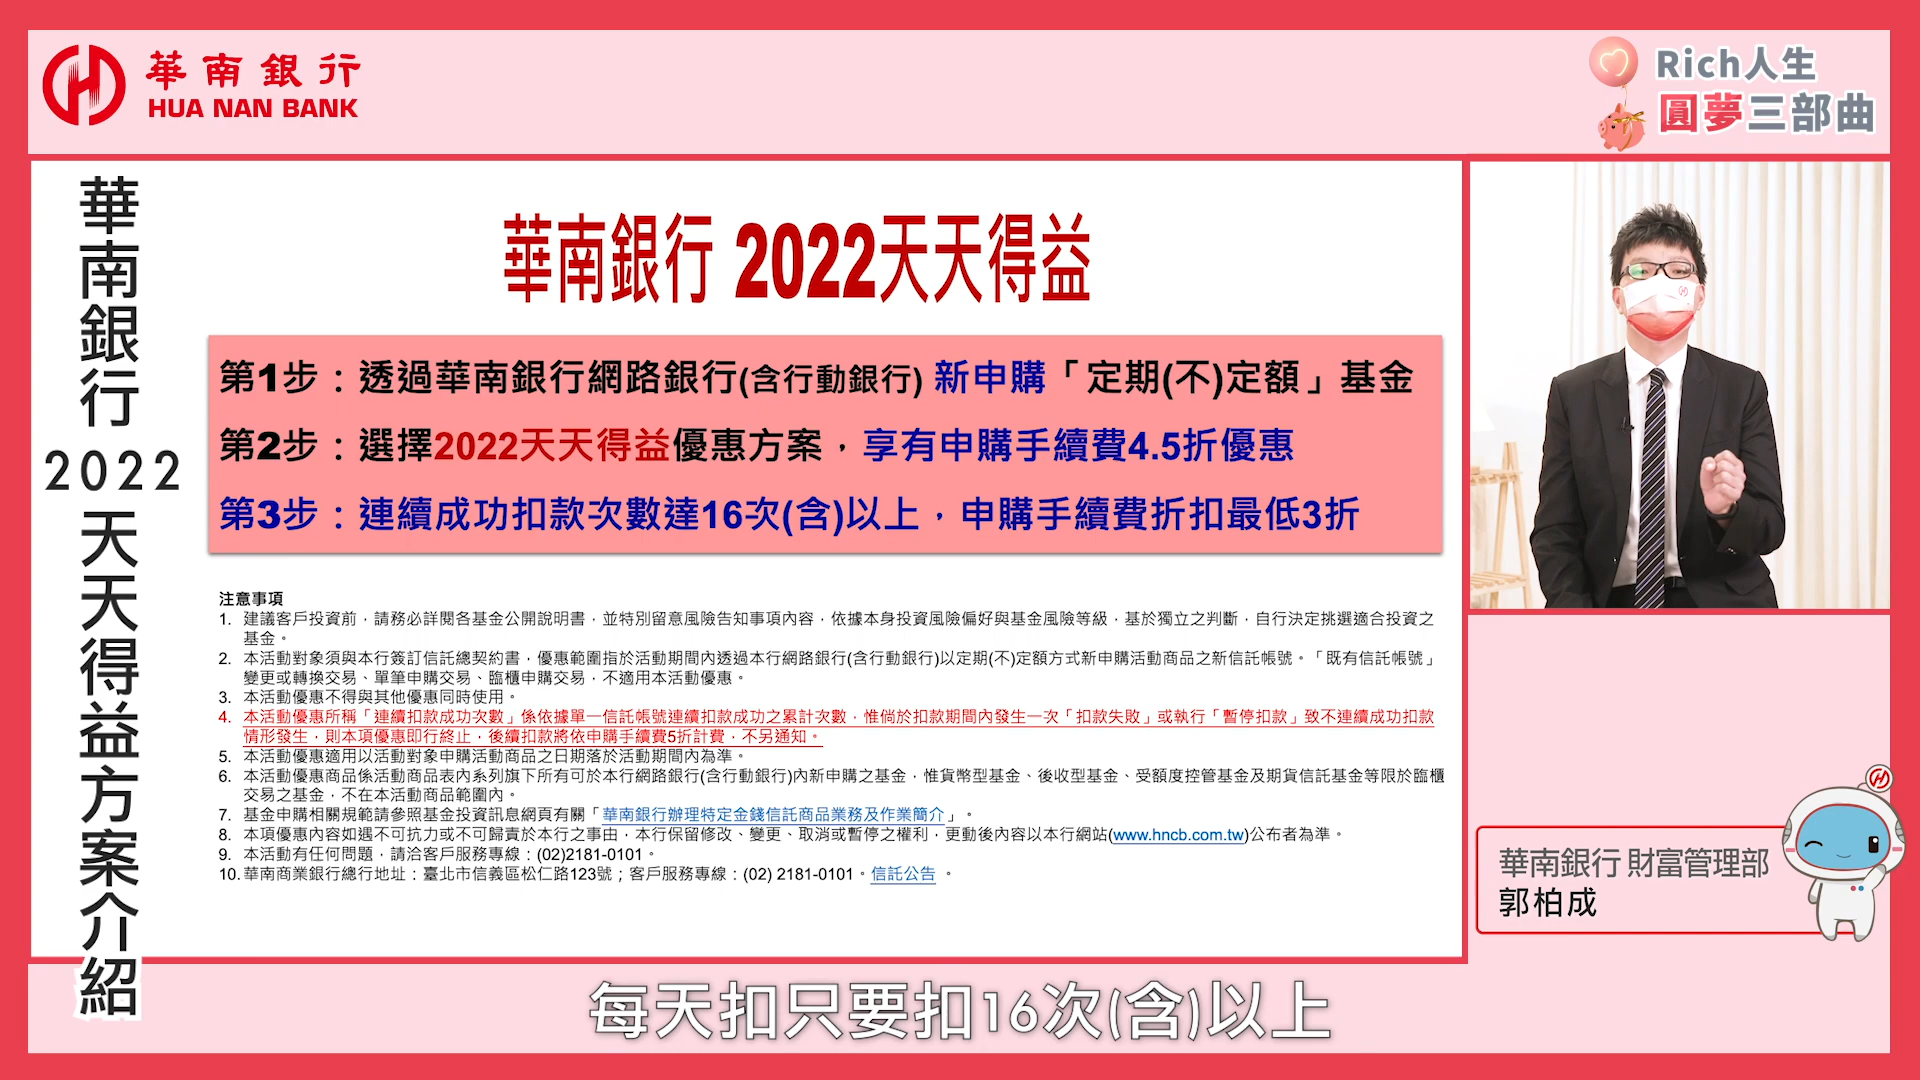 華南銀行
HUA NAN BANK
Rich人生
圓夢三部曲
華南銀行2022天天得益方案介紹
華南銀行 2022天天得益
第1步：透過華南銀行網路銀行(含行動銀行) 新申購「定期(不)定額」基金
第2步：選擇2022天天得益優惠方案，享有申購手續費4.5折優惠
第3步：連續成功扣款次數達16次(含)以上，申購手續費折扣最低3折
注意事項
1. 建議客戶投資前，請務必詳閱各基金公開說明書，並特別留意風險告知事項內容，依據本身投資風險偏好與基金風險等級，基於獨立之判斷，自行決定挑選適合投資之
基金。
2. 本活動對象須與本行簽訂信託總契約書，優惠範圍指於活動期間內透過本行網路銀行(含行動銀行)以定期(不)定額方式新申購活動商品之新信託帳號。「既有信託帳號」
變更或轉換交易、單筆申購交易、臨櫃申購交易，不適用本活動優惠。
3. 本活動優惠不得與其他優惠同時使用。
4. 本活動優惠所稱「連續扣款成功次數」係依據單一信託帳號連續扣款成功之累計次數，惟倘於扣款期間內發生一次「扣款失敗」或執行「暫停扣款」致不連續成功扣款
情形發生，則本項優惠即行終止，後續扣款將依申購手續費5折計費，不另通知。
5. 本活動優惠適用以活動對象申購活動商品之日期落於活動期間內為準。
6. 本活動優惠商品係活動商品表內系列旗下所有可於本行網路銀行(含行動銀行)內新申購之基金，惟貨幣型基金、後收型基金、受額度控管基金及期貨信託基金等限於臨櫃
交易之基金，不在本活動商品範圍內。
7. 基金申購相關規範請參照基金投資訊息網頁有關「華南銀行辦理特定金錢信託商品業務及作業簡介」。
8. 本項優惠內容如遇不可抗力或不可歸責於本行之事由，本行保留修改、變更、取消或暫停之權利，更動後內容以本行網站(www.hncb.com.tw)公布者為準。
9. 本活動有任何問題，請洽客戶服務專線：(02)2181-0101。
10. 華南商業銀行總行地址：臺北市信義區松仁路123號；客戶服務專線：(02) 2181-0101。信託公告 。
華南銀行 財富管理部
郭柏成
每天扣只要扣16次(含)以上